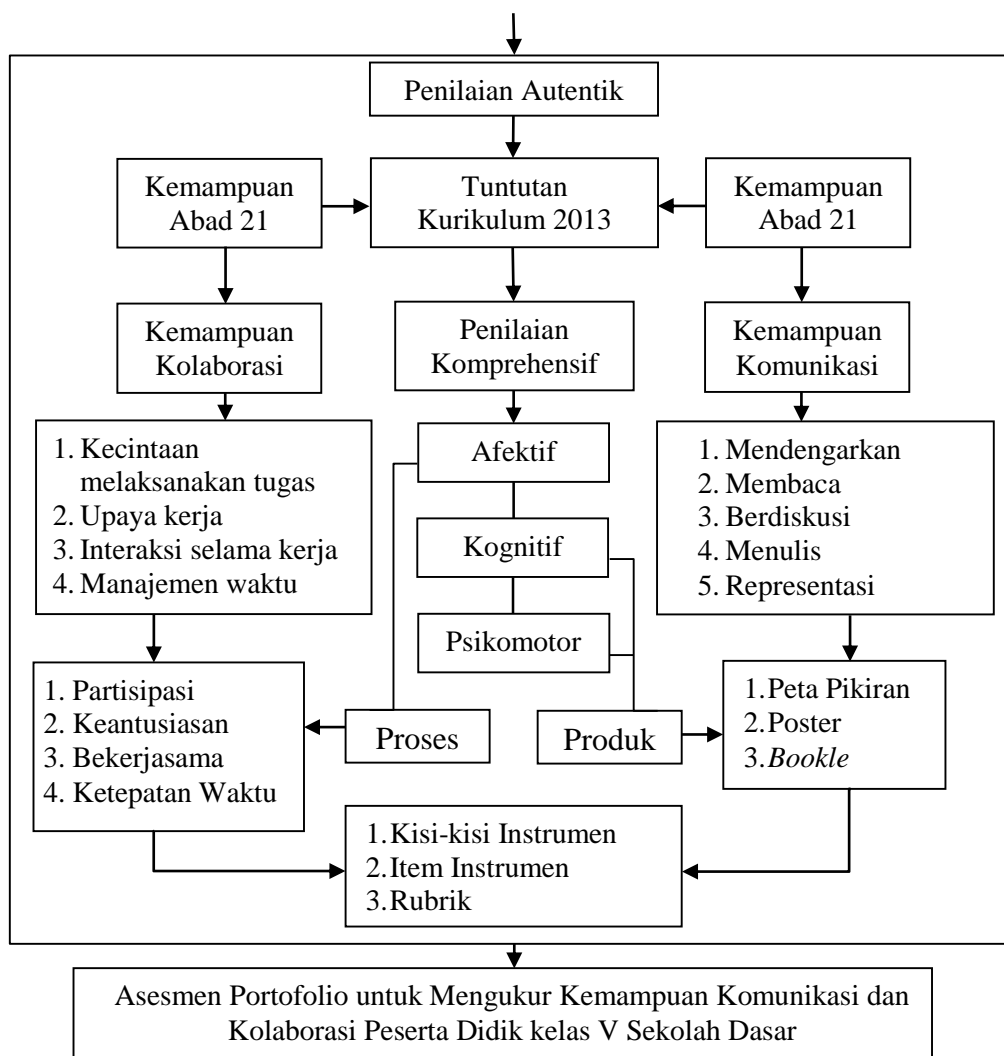 Penilaian Autentik
Kemampuan
Abad 21
Tuntutan
Kurikulum 2013
Kemampuan
Abad 21
Kemampuan
Kolaborasi
Penilaian
Komprehensif
Kemampuan
Komunikasi
1. Kecintaan
melaksanakan tugas
2. Upaya kerja
3. Interaksi selama kerja
4. Manajemen waktu
Afektif
Kognitif
Psikomotor
1. Mendengarkan
2. Membaca
3. Berdiskusi
4. Menulis
5. Representasi
1. Partisipasi
2. Keantusiasan
3. Bekerjasama
4. Ketepatan Waktu
Proses
Produk
1. Peta Pikiran
2. Poster
3. Bookle
1. Kisi-kisi Instrumen
2. Item Instrumen
3. Rubrik
Asesmen Portofolio untuk Mengukur Kemampuan Komunikasi dan
Kolaborasi Peserta Didik kelas V Sekolah Dasar